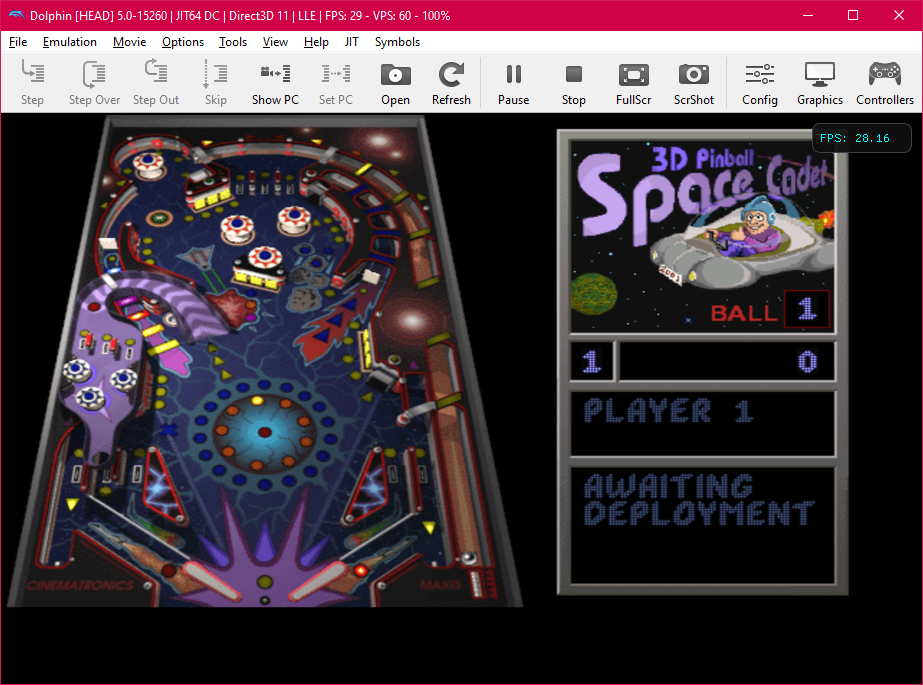 Dolphin [HEAD] 5.0-15260 | JIT64 DC | Direct3D 11 | LLE | FPS: 29 - VPS: 60 - 100%
File Emulation Movie Options Tools View Help JIT Symbols
Step Step Over Step Out Skip Show PC Set PC Open Refresh Pause Stop FullScr ScrShot Config Graphics Controllers
FPS: 28.16
3D Pinball
Space Cadet
BALL 1
1 0
PLAYER 1
AWAITING
DEPLOYMENT
CINEMATRONICS MAXIS